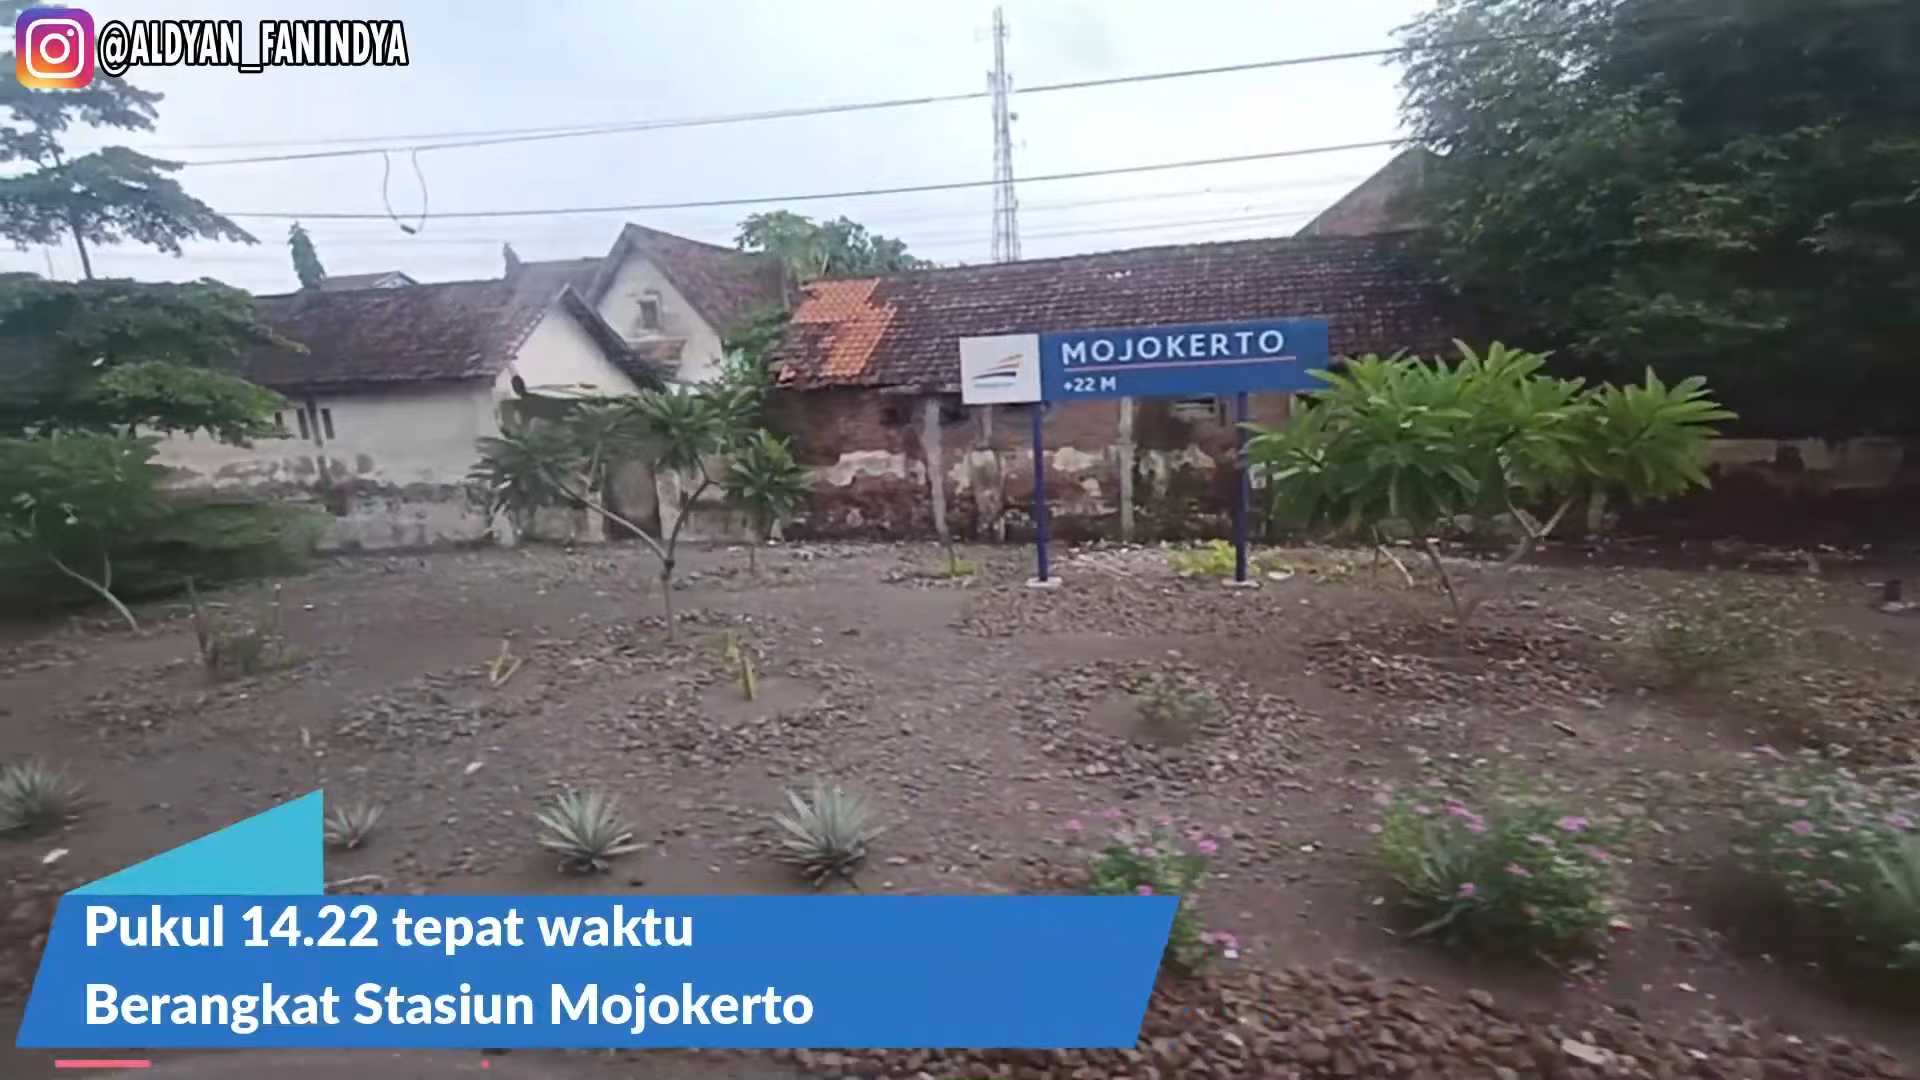 @ALDYAN_FANINDYA
MOJOKERTO
+22 M
Pukul 14.22 tepat waktu
Berangkat Stasiun Mojokerto